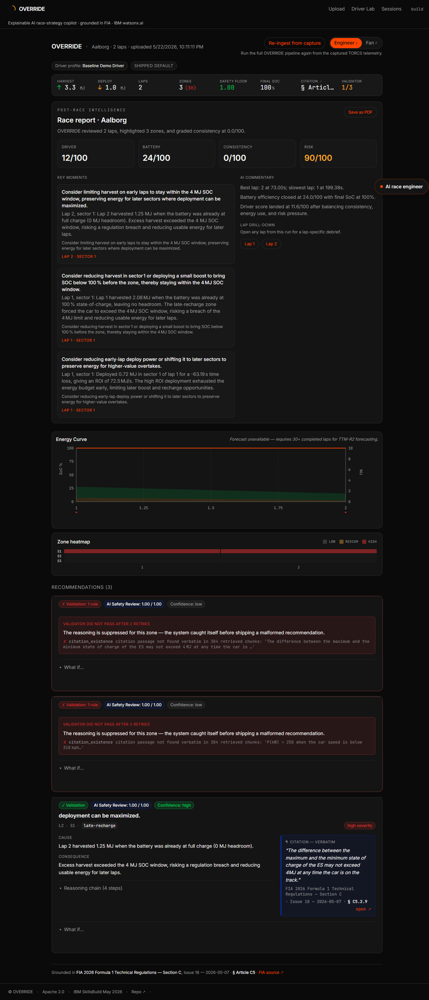 OVERRIDE
Upload Driver Lab Sessions build
Explainable AI race-strategy copilot · grounded in FIA · IBM watsonx.ai
OVERRIDE · Aalborg · 2 laps · uploaded 5/22/2026, 10:11:11 PM
Re-ingest from capture
Engineer E Fan F
Run the full OVERRIDE pipeline again from the captured TORCS telemetry.
Driver profile: Baseline Demo Driver
SHIPPED DEFAULT
HARVEST DEPLOY LAPS ZONES SAFETY FLOOR FINAL SOC CITATION ↗ VALIDATOR
↑ 3.3 MJ ↓ 1.0 MJ 2 3 (3H) 1.00 100% § Articl… 1/3
POST-RACE INTELLIGENCE
Save as PDF
Race report · Aalborg
OVERRIDE reviewed 2 laps, highlighted 3 zones, and graded consistency at 0.0/100.
DRIVER
12/100
BATTERY
24/100
CONSISTENCY
0/100
RISK
90/100
KEY MOMENTS
Consider limiting harvest on early laps to stay within the 4 MJ SOC
window, preserving energy for later sectors where deployment can be
maximized.
Lap 2, sector 1: Lap 2 harvested 1.25 MJ when the battery was already at
full charge (0 MJ headroom). Excess harvest exceeded the 4 MJ SOC
window, risking a regulation breach and reducing usable energy for later
laps.
Consider limiting harvest on early laps to stay within the 4 MJ SOC window, preserving
energy for later sectors where deployment can be maximized.
LAP 2 · SECTOR 1
Consider reducing harvest in sector 1 or deploying a small boost to bring
SOC below 100 % before the zone, thereby staying within the 4 MJ SOC
window.
Lap 1, sector 1: Lap 1 harvested 2.08 MJ when the battery was already at
100 % state-of-charge, leaving no headroom. The late-recharge zone
forced the car to exceed the 4 MJ SOC window, risking a breach of the
4 MJ limit and reducing usable energy for later laps.
Consider reducing harvest in sector 1 or deploying a small boost to bring SOC below
100 % before the zone, thereby staying within the 4 MJ SOC window.
LAP 1 · SECTOR 1
Consider reducing early-lap deploy power or shifting it to later sectors to
preserve energy for higher-value overtakes.
Lap 1, sector 1: Deployed 0.72 MJ in sector 1 of lap 1 for a -63.19 s time
loss, giving an ROI of 72.5 MJ/s. The high ROI deployment exhausted the
energy budget early, limiting later boost and recharge opportunities.
Consider reducing early-lap deploy power or shifting it to later sectors to preserve
energy for higher-value overtakes.
LAP 1 · SECTOR 1
AI COMMENTARY
Best lap: 2 at 73.00s; slowest lap: 1 at 199.38s.
Battery efficiency closed at 24.0/100 with final SoC at 100%.
Driver score landed at 11.6/100 after balancing consistency,
energy use, and risk pressure.
LAP DRILL-DOWN
Open any lap from this run for a lap-specific debrief.
Lap 1 Lap 2
AI race engineer
Energy Curve
Forecast unavailable — requires 30+ completed laps for TTM-R2 forecasting.
100
75
50
25
0
SoC %
10
8
6
4
2
0
MJ
1 1.25 1.5 1.75 2
Zone heatmap
LOW MEDIUM HIGH
S1
S2
S3
1 2
RECOMMENDATIONS (3)
✗ Validation: 1 rule AI Safety Review: 1.00 / 1.00 Confidence: low
VALIDATOR DID NOT PASS AFTER 2 RETRIES
The reasoning is suppressed for this zone — the system caught itself before shipping a malformed recommendation.
✗ citation_existence citation passage not found verbatim in 384 retrieved chunks: 'The difference between the maximum and the
minimum state of charge of the ES may not exceed 4 MJ at any time the car is …'
▸ What if...
✗ Validation: 1 rule AI Safety Review: 1.00 / 1.00 Confidence: low
VALIDATOR DID NOT PASS AFTER 2 RETRIES
The reasoning is suppressed for this zone — the system caught itself before shipping a malformed recommendation.
✗ citation_existence citation passage not found verbatim in 384 retrieved chunks: 'P(kW) = 250 when the car speed is below
310 kph…'
▸ What if...
✓ Validation AI Safety Review: 1.00 / 1.00 Confidence: high
deployment can be maximized.
L2 · S1 · late-recharge
high severity
CAUSE
Lap 2 harvested 1.25 MJ when the battery was already at full charge (0 MJ headroom).
CONSEQUENCE
Excess harvest exceeded the 4 MJ SOC window, risking a regulation breach and reducing
usable energy for later laps.
▸ Reasoning chain (4 steps)
¶ CITATION — VERBATIM
“The difference between the
maximum and the minimum state of
charge of the ES may not exceed
4MJ at any time the car is on the
track.”
FIA 2026 Formula 1 Technical
Regulations — Section C
· Issue 18 — 2026-05-07 · § C5.2.9
open ↗
▸ What if...
Grounded in FIA 2026 Formula 1 Technical Regulations — Section C, Issue 18 — 2026-05-07 · § Article C5 · FIA source ↗
© OVERRIDE · Apache 2.0 · IBM SkillsBuild May 2026 · Repo ↗ ·